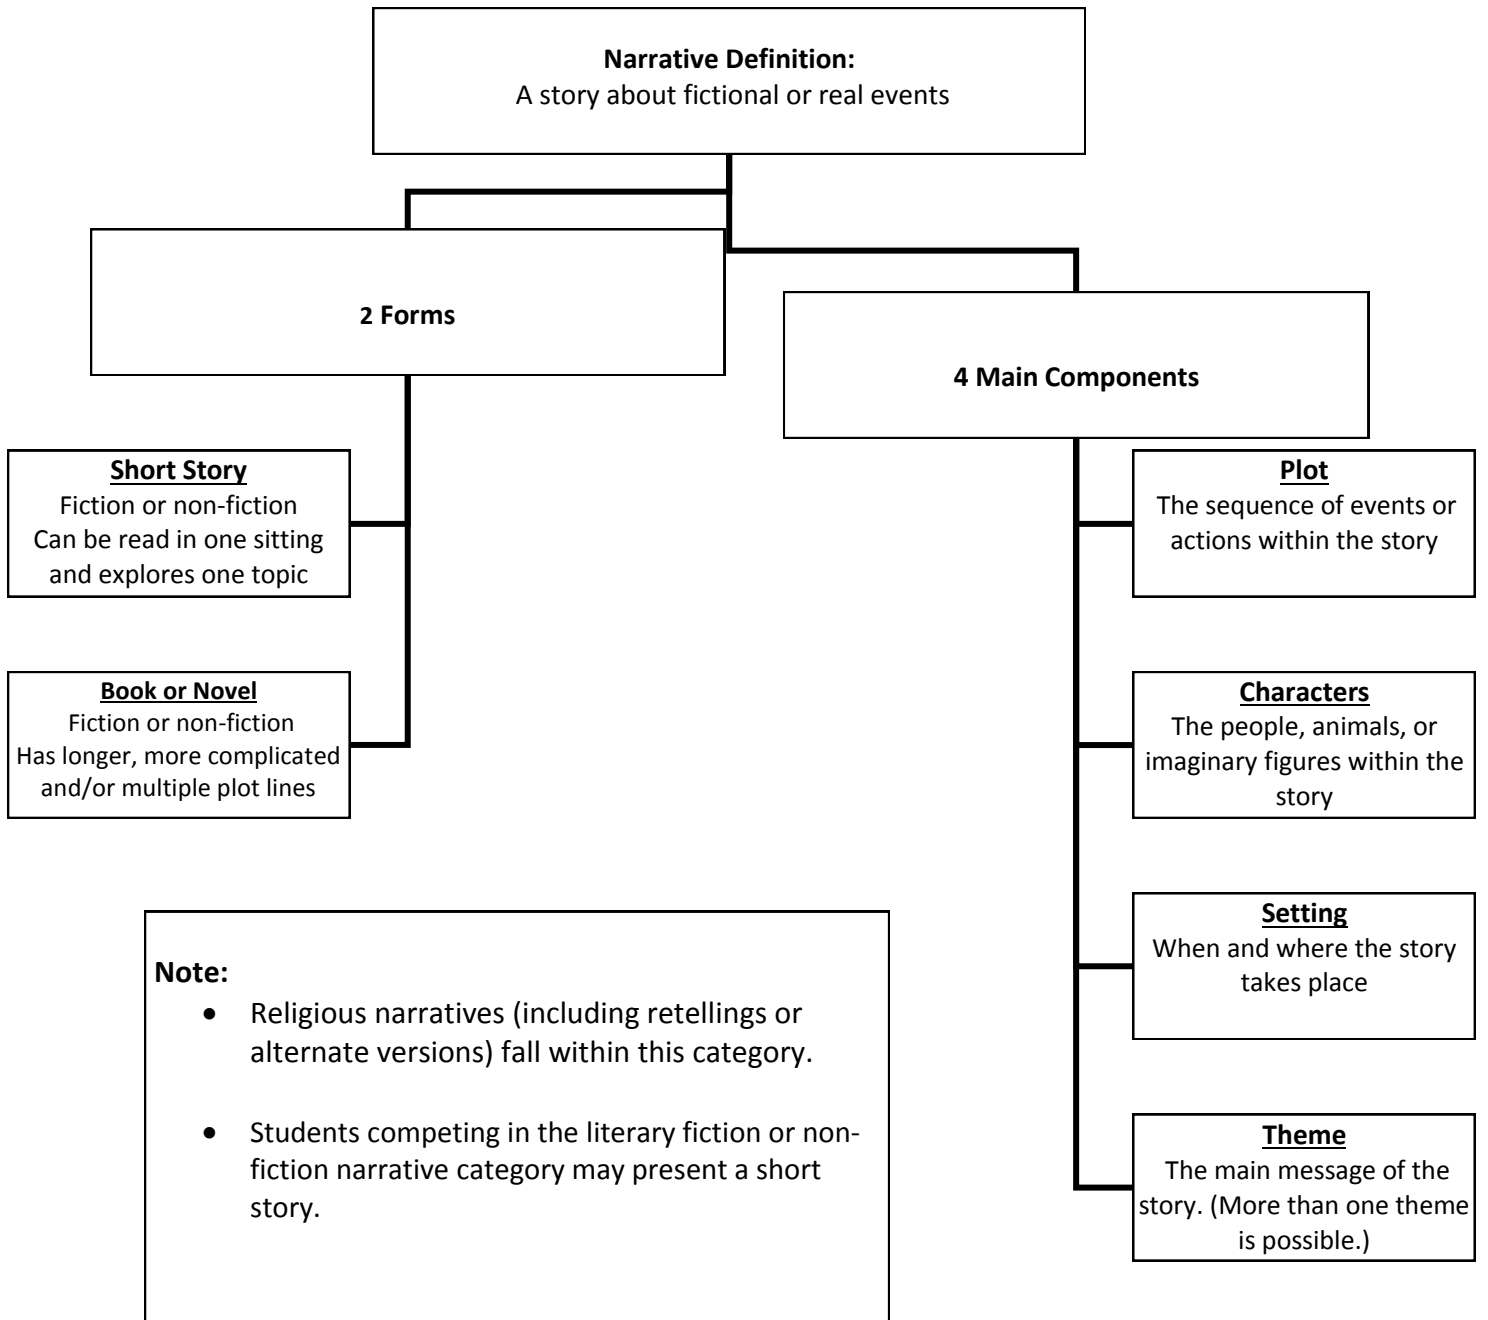 Narrative Definition:
A story about fictional or real events
2 Forms
4 Main Components
Short Story
Fiction or non-fiction
Can be read in one sitting
and explores one topic
Book or Novel
Fiction or non-fiction
Has longer, more complicated
and/or multiple plot lines
Plot
The sequence of events or
actions within the story
Characters
The people, animals, or
imaginary figures within the
story
Setting
When and where the story
takes place
Theme
The main message of the
story. (More than one theme
is possible.)
Note:
• Religious narratives (including retellings or
alternate versions) fall within this category.
• Students competing in the literary fiction or non-
fiction narrative category may present a short
story.